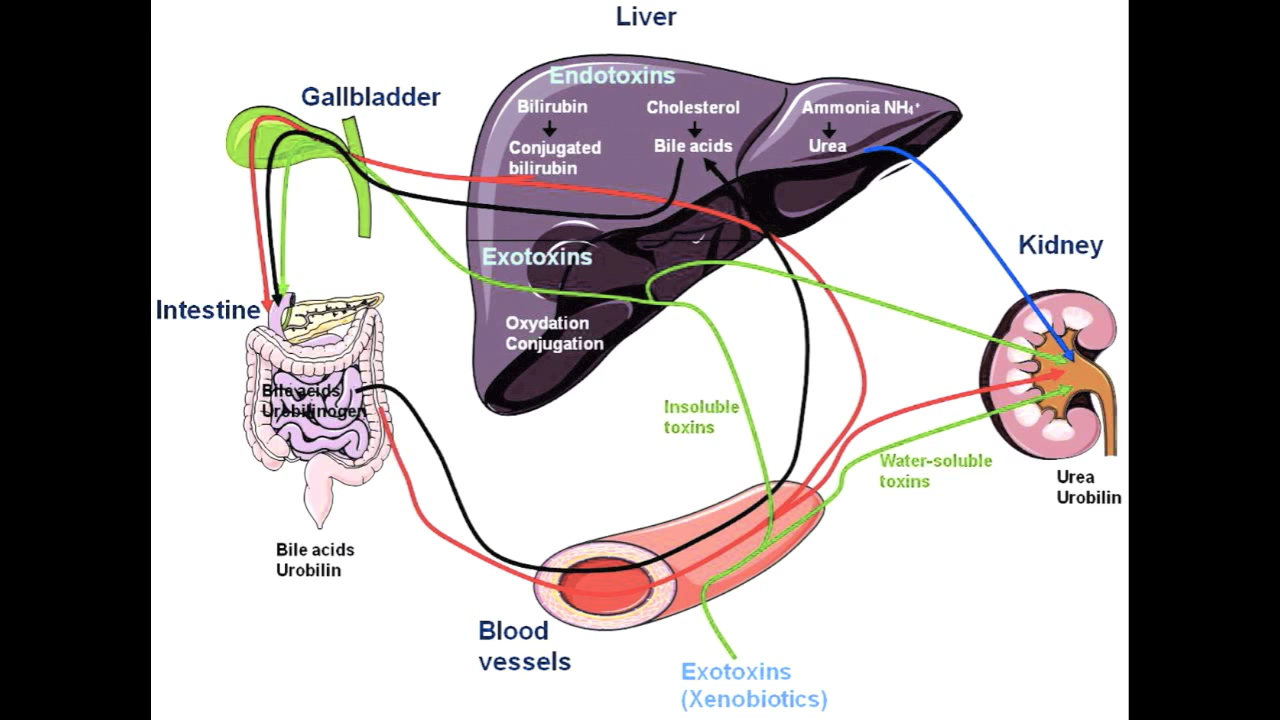 Liver
Endotoxins
Gallbladder
Bilirubin
Cholesterol
Ammonia NH₄⁺
Conjugated
bilirubin
Bile acids
Urea
Kidney
Exotoxins
Intestine
Oxydation
Conjugation
Bile acids
Urobilinogen
Insoluble
toxins
Water-soluble
toxins
Urea
Urobilin
Bile acids
Urobilin
Blood
vessels
Exotoxins
(Xenobiotics)